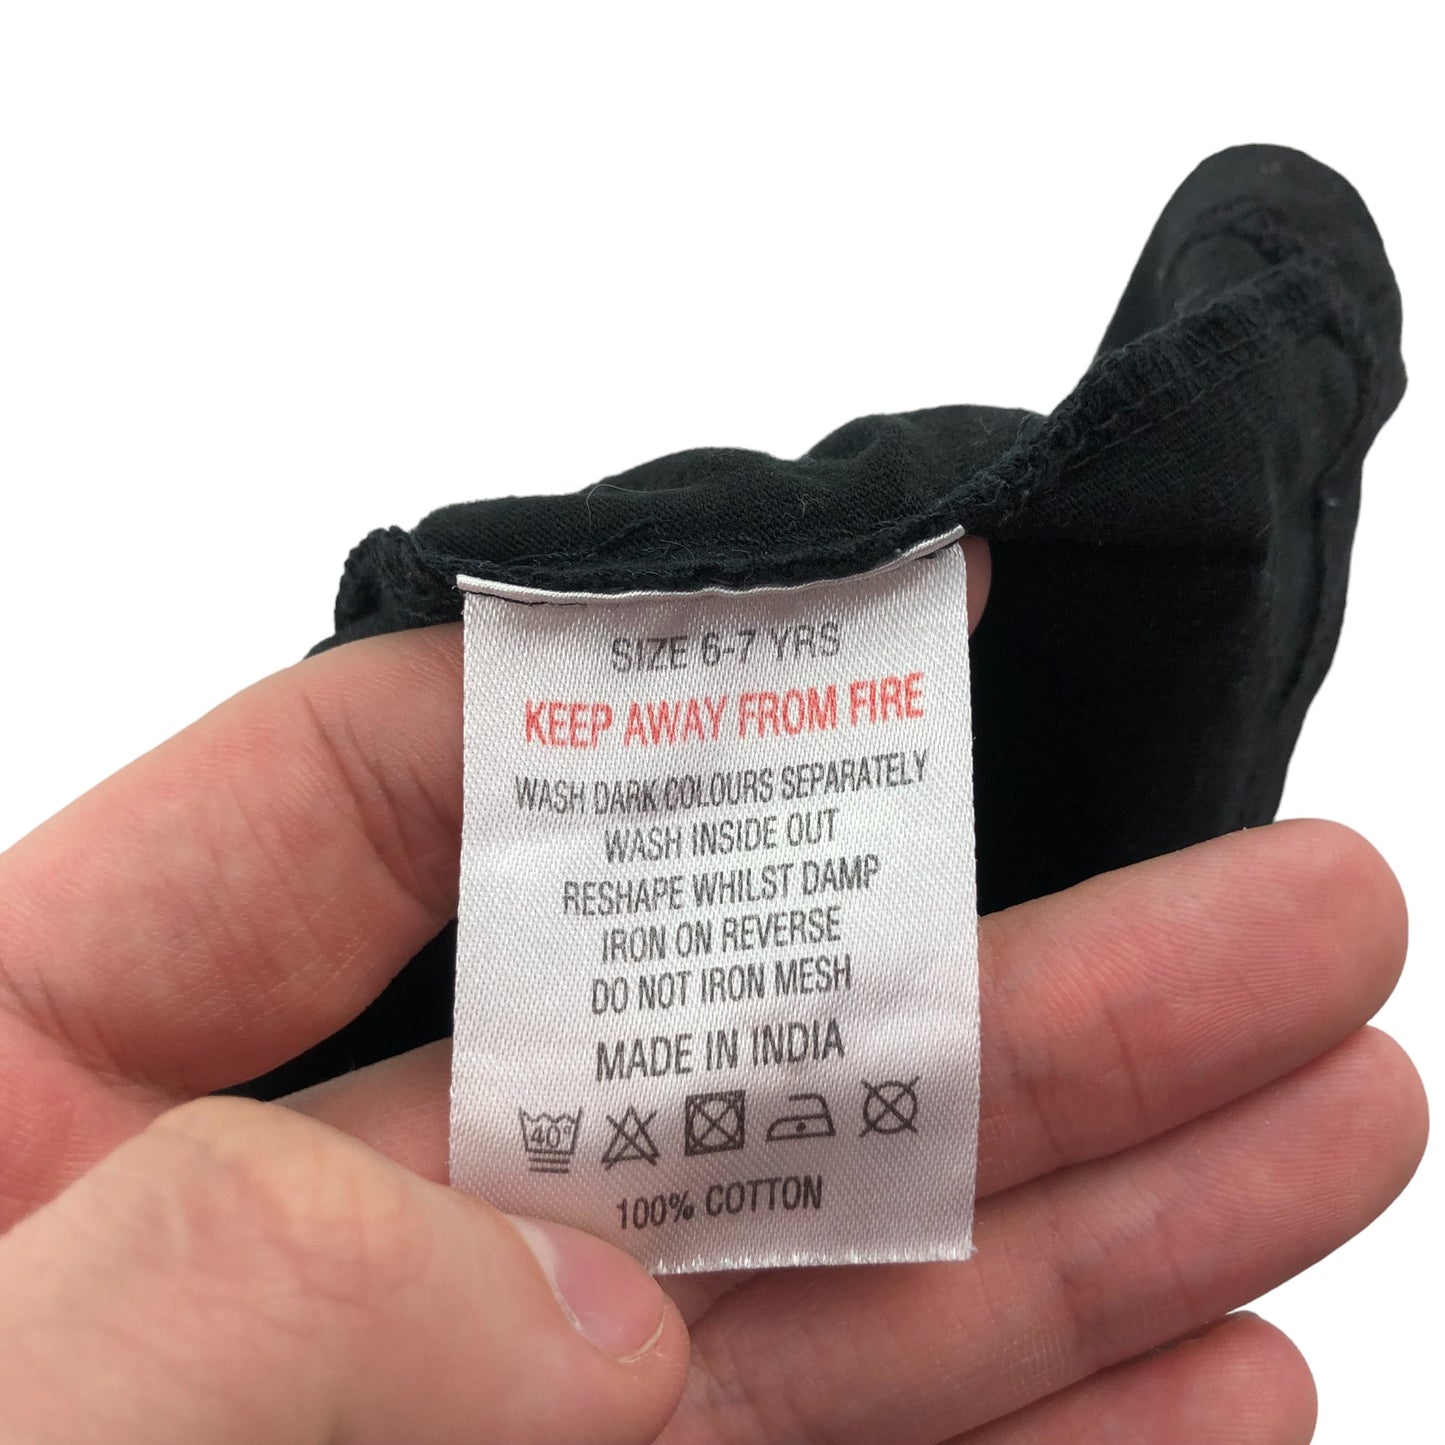 SIZE 6-7 YRS
KEEP AWAY FROM FIRE
WASH DARK COLOURS SEPARATELY
WASH INSIDE OUT
RESHAPE WHILST DAMP
IRON ON REVERSE
DO NOT IRON MESH
MADE IN INDIA
40°
100% COTTON